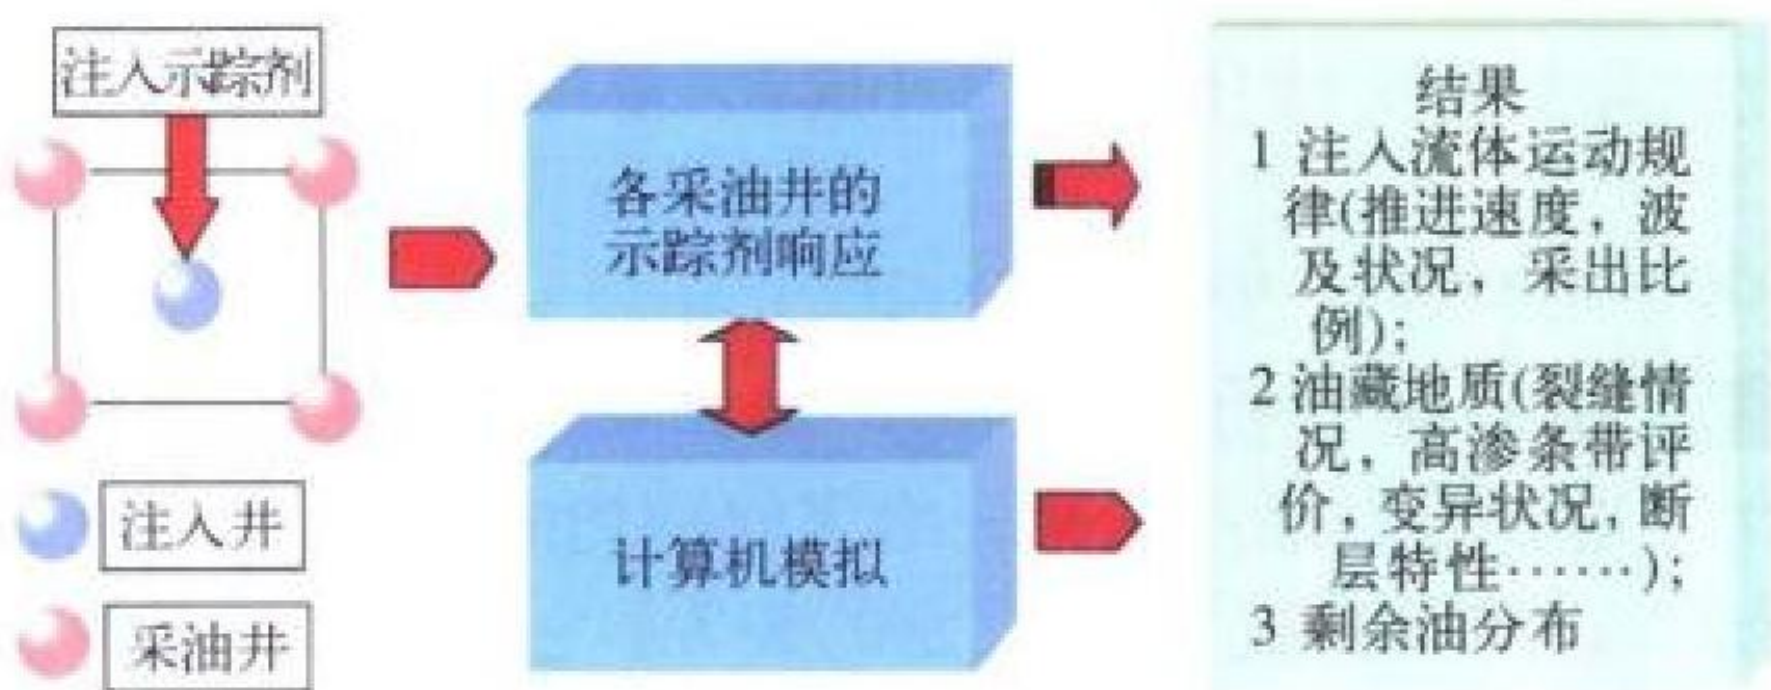 注入示踪剂
注入井
采油井
各采油井的
示踪剂响应
计算机模拟
结果
1 注入流体运动规
律(推进速度，波
及状况，采出比
例)；
2 油藏地质(裂缝情
况，高渗条带评
价，变异状况，断
层特性……)；
3 剩余油分布